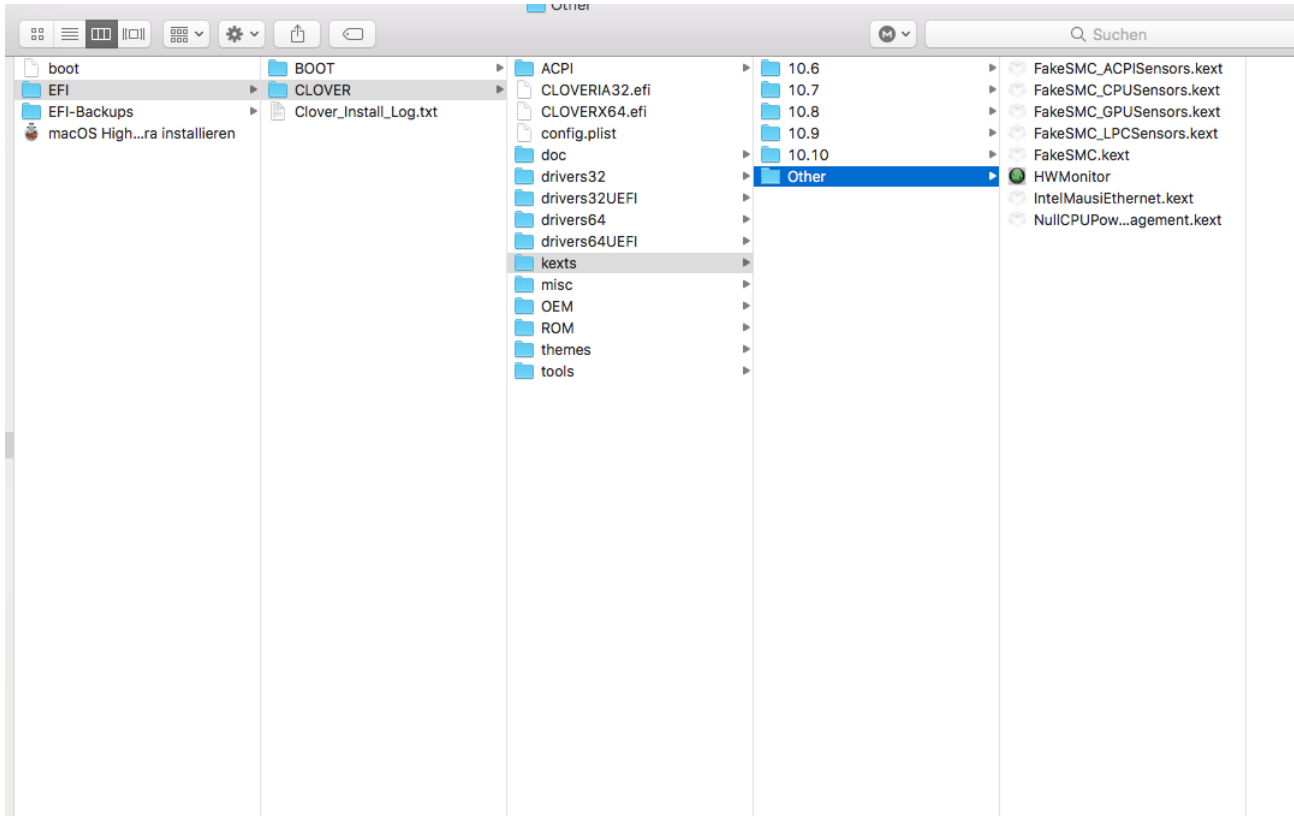 Other
Suchen
boot
EFI
EFI-Backups
macOS High...ra installieren
BOOT
CLOVER
Clover_Install_Log.txt
ACPI
CLOVERIA32.efi
CLOVERX64.efi
config.plist
doc
drivers32
drivers32UEFI
drivers64
drivers64UEFI
kexts
misc
OEM
ROM
themes
tools
10.6
10.7
10.8
10.9
10.10
Other
FakeSMC_ACPISensors.kext
FakeSMC_CPUSensors.kext
FakeSMC_GPUSensors.kext
FakeSMC_LPCSensors.kext
FakeSMC.kext
HWMonitor
IntelMausiEthernet.kext
NullCPUPow...agement.kext